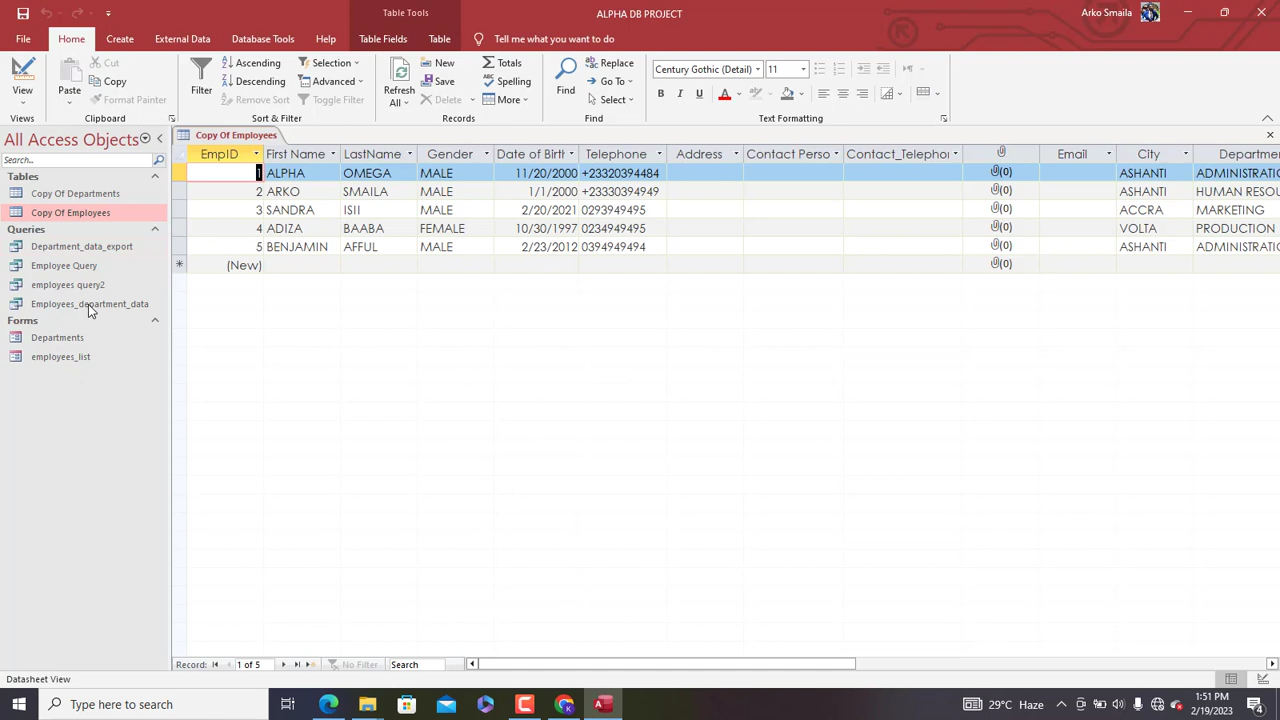 Table Tools
ALPHA DB PROJECT
Arko Smaila
File Home Create External Data Database Tools Help Table Fields Table Tell me what you want to do
View
Views
Paste
Cut
Copy
Format Painter
Clipboard
Filter
Ascending
Descending
Remove Sort
Selection
Advanced
Toggle Filter
Sort & Filter
Refresh
All
New
Save
Delete
Totals
Spelling
More
Records
Find
Replace
Go To
Select
Find
Century Gothic (Detail) 11
B I U A
Text Formatting
All Access Objects
Search...
Tables
Copy Of Departments
Copy Of Employees
Queries
Department_data_export
Employee Query
employees query2
Employees_department_data
Forms
Departments
employees_list
Copy Of Employees
EmpID First Name LastName Gender Date of Birth Telephone Address Contact Perso Contact_Telephon Email City Departmen
1 ALPHA OMEGA MALE 11/20/2000 +23320394484 (0) ASHANTI ADMINISTRATIO
2 ARKO SMAILA MALE 1/1/2000 +23330394949 (0) ASHANTI HUMAN RESOU
3 SANDRA ISII MALE 2/20/2021 0293949495 (0) ACCRA MARKETING
4 ADIZA BAABA FEMALE 10/30/1997 0234949495 (0) VOLTA PRODUCTION
5 BENJAMIN AFFUL MALE 2/23/2012 0394949494 (0) ASHANTI ADMINISTRATIO
* (New) (0)
Record: 1 of 5 No Filter Search
Datasheet View
Type here to search
29°C Haze
1:51 PM
2/19/2023